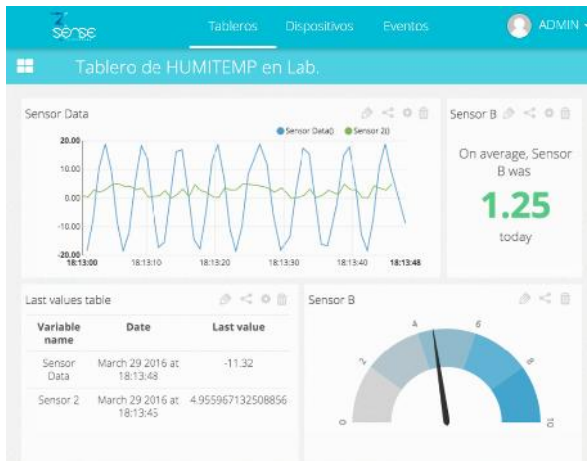 Sense
Tableros Dispositivos Eventos ADMIN
Tablero de HUMITEMP en Lab.
Sensor Data
Sensor Data() Sensor 2()
20.00
10.00
0.00
-10.00
-20.00
18:13:00 18:13:10 18:13:20 18:13:30 18:13:40 18:13:48
Sensor B
On average, Sensor
B was
1.25
today
Last values table
Variable name Date Last value
Sensor Data March 29 2016 at 18:13:48 -11.32
Sensor 2 March 29 2016 at 18:13:45 4.955967132508856
Sensor B
0 2 4 6 8 10